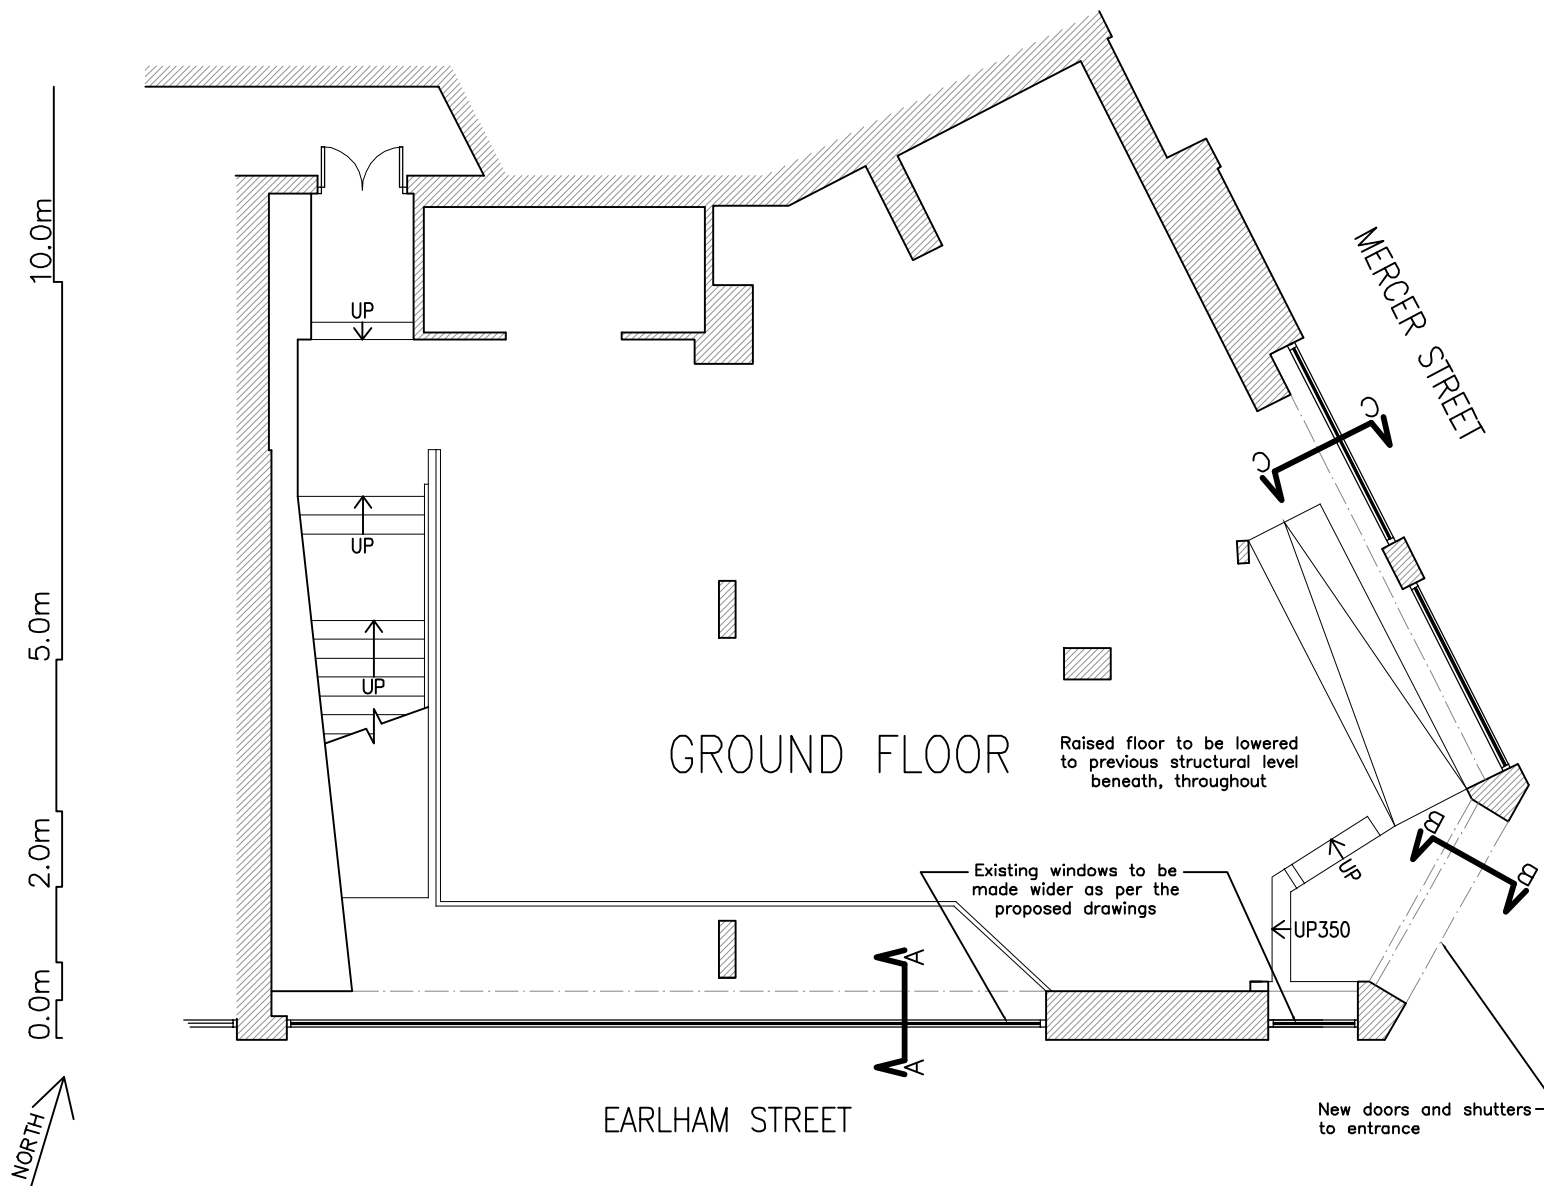 10.0m
5.0m
2.0m
0.0m
NORTH
UP
UP
UP
MERCER STREET
C
C
GROUND FLOOR
Raised floor to be lowered
to previous structural level
beneath, throughout
Existing windows to be
made wider as per the
proposed drawings
UP
UP350
B
B
A
A
EARLHAM STREET
New doors and shutters
to entrance